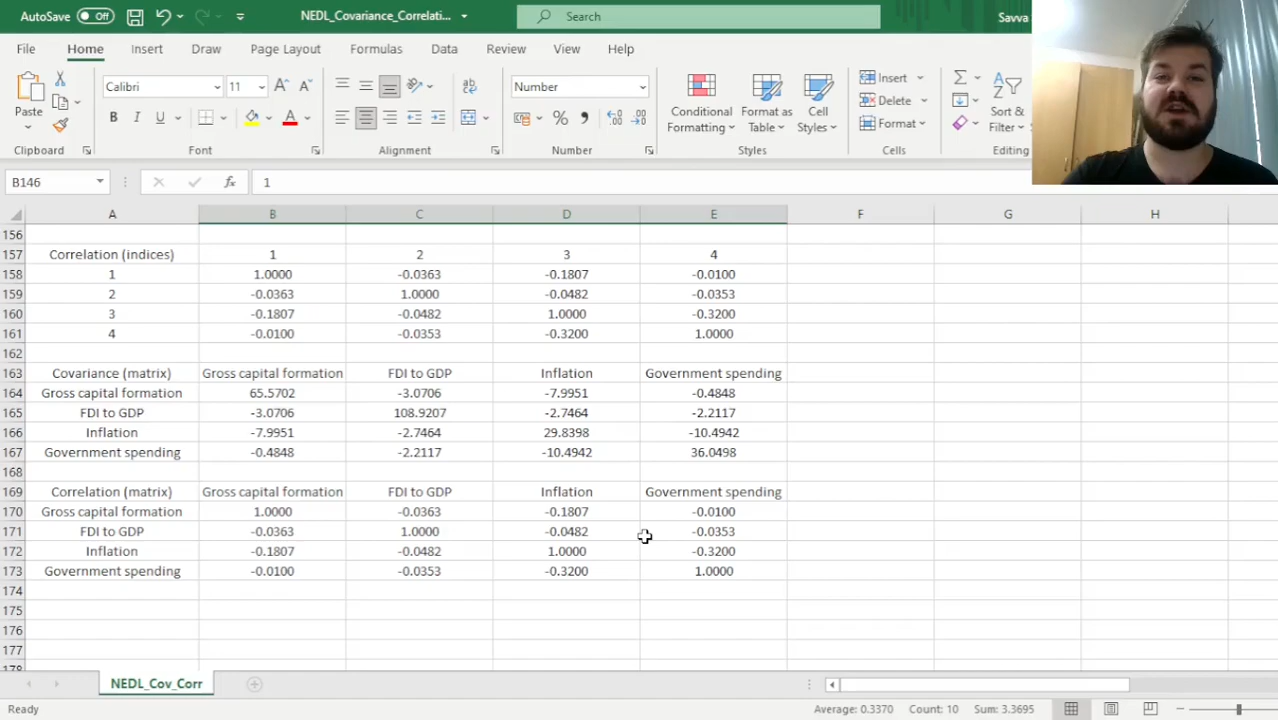 AutoSave Off NEDL_Covariance_Correlati... Search Savva
File Home Insert Draw Page Layout Formulas Data Review View Help
Calibri 11 Number Insert
Paste B I U Conditional Formatting Format as Table Cell Styles Delete Format Sort & Filter
Clipboard Font Alignment Number Styles Cells Editing
B146 fx 1
A B C D E F G H
156
157 Correlation (indices) 1 2 3 4
158 1 1.0000 -0.0363 -0.1807 -0.0100
159 2 -0.0363 1.0000 -0.0482 -0.0353
160 3 -0.1807 -0.0482 1.0000 -0.3200
161 4 -0.0100 -0.0353 -0.3200 1.0000
162
163 Covariance (matrix) Gross capital formation FDI to GDP Inflation Government spending
164 Gross capital formation 65.5702 -3.0706 -7.9951 -0.4848
165 FDI to GDP -3.0706 108.9207 -2.7464 -2.2117
166 Inflation -7.9951 -2.7464 29.8398 -10.4942
167 Government spending -0.4848 -2.2117 -10.4942 36.0498
168
169 Correlation (matrix) Gross capital formation FDI to GDP Inflation Government spending
170 Gross capital formation 1.0000 -0.0363 -0.1807 -0.0100
171 FDI to GDP -0.0363 1.0000 -0.0482 -0.0353
172 Inflation -0.1807 -0.0482 1.0000 -0.3200
173 Government spending -0.0100 -0.0353 -0.3200 1.0000
174
175
176
177
178
NEDL_Cov_Corr
Ready Average: 0.3370 Count: 10 Sum: 3.3695